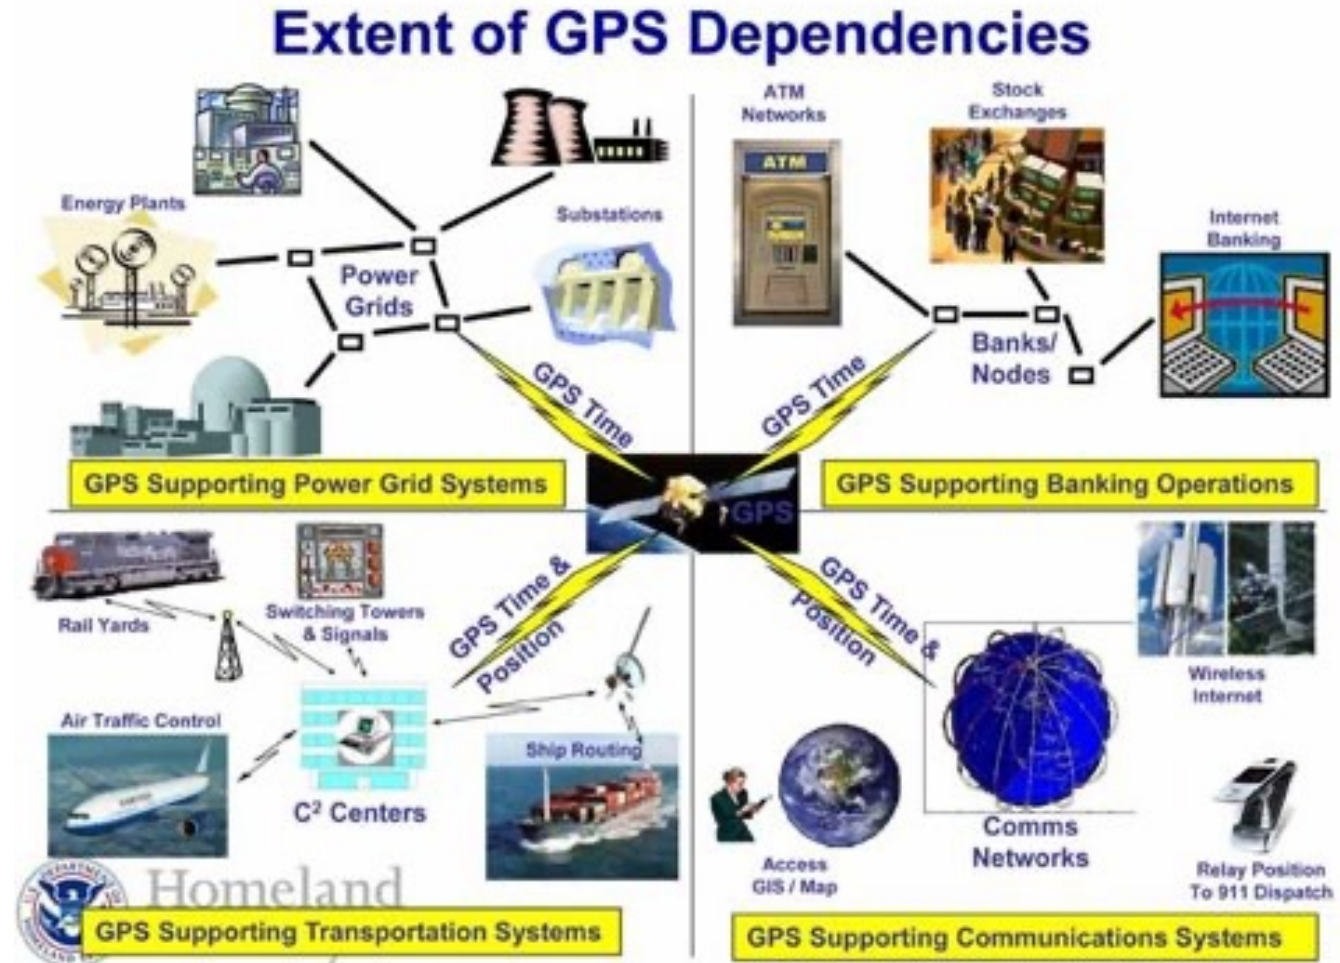 Extent of GPS Dependencies
Energy Plants
Substations
Power
Grids
GPS Time
GPS Supporting Power Grid Systems
ATM
Networks
ATM
Stock
Exchanges
Internet
Banking
Banks/
Nodes
GPS Time
GPS Supporting Banking Operations
GPS
Rail Yards
Switching Towers
& Signals
GPS Time &
Position
Air Traffic Control
C² Centers
Ship Routing
Homeland
GPS Supporting Transportation Systems
GPS Time &
Position
Wireless
Internet
Access
GIS / Map
Comms
Networks
Relay Position
To 911 Dispatch
GPS Supporting Communications Systems